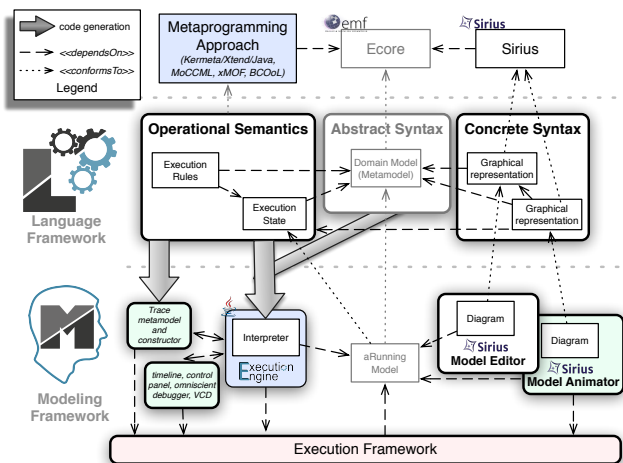 code generation
<<dependsOn>>
<<conformsTo>>
Legend
Metaprogramming
Approach
(Kermeta/Xtend/Java,
MoCCML, xMOF, BCOoL)
emf
Ecore
Sirius
Sirius
Language
Framework
Operational Semantics
Execution
Rules
Execution
State
Abstract Syntax
Domain Model
(Metamodel)
Concrete Syntax
Graphical
representation
Graphical
representation
Modeling
Framework
Trace
metamodel
and
constructor
timeline, control
panel, omniscient
debugger, VCD
Java
Interpreter
Execution
Engine
aRunning
Model
Diagram
Sirius
Model Editor
Diagram
Sirius
Model Animator
Execution Framework